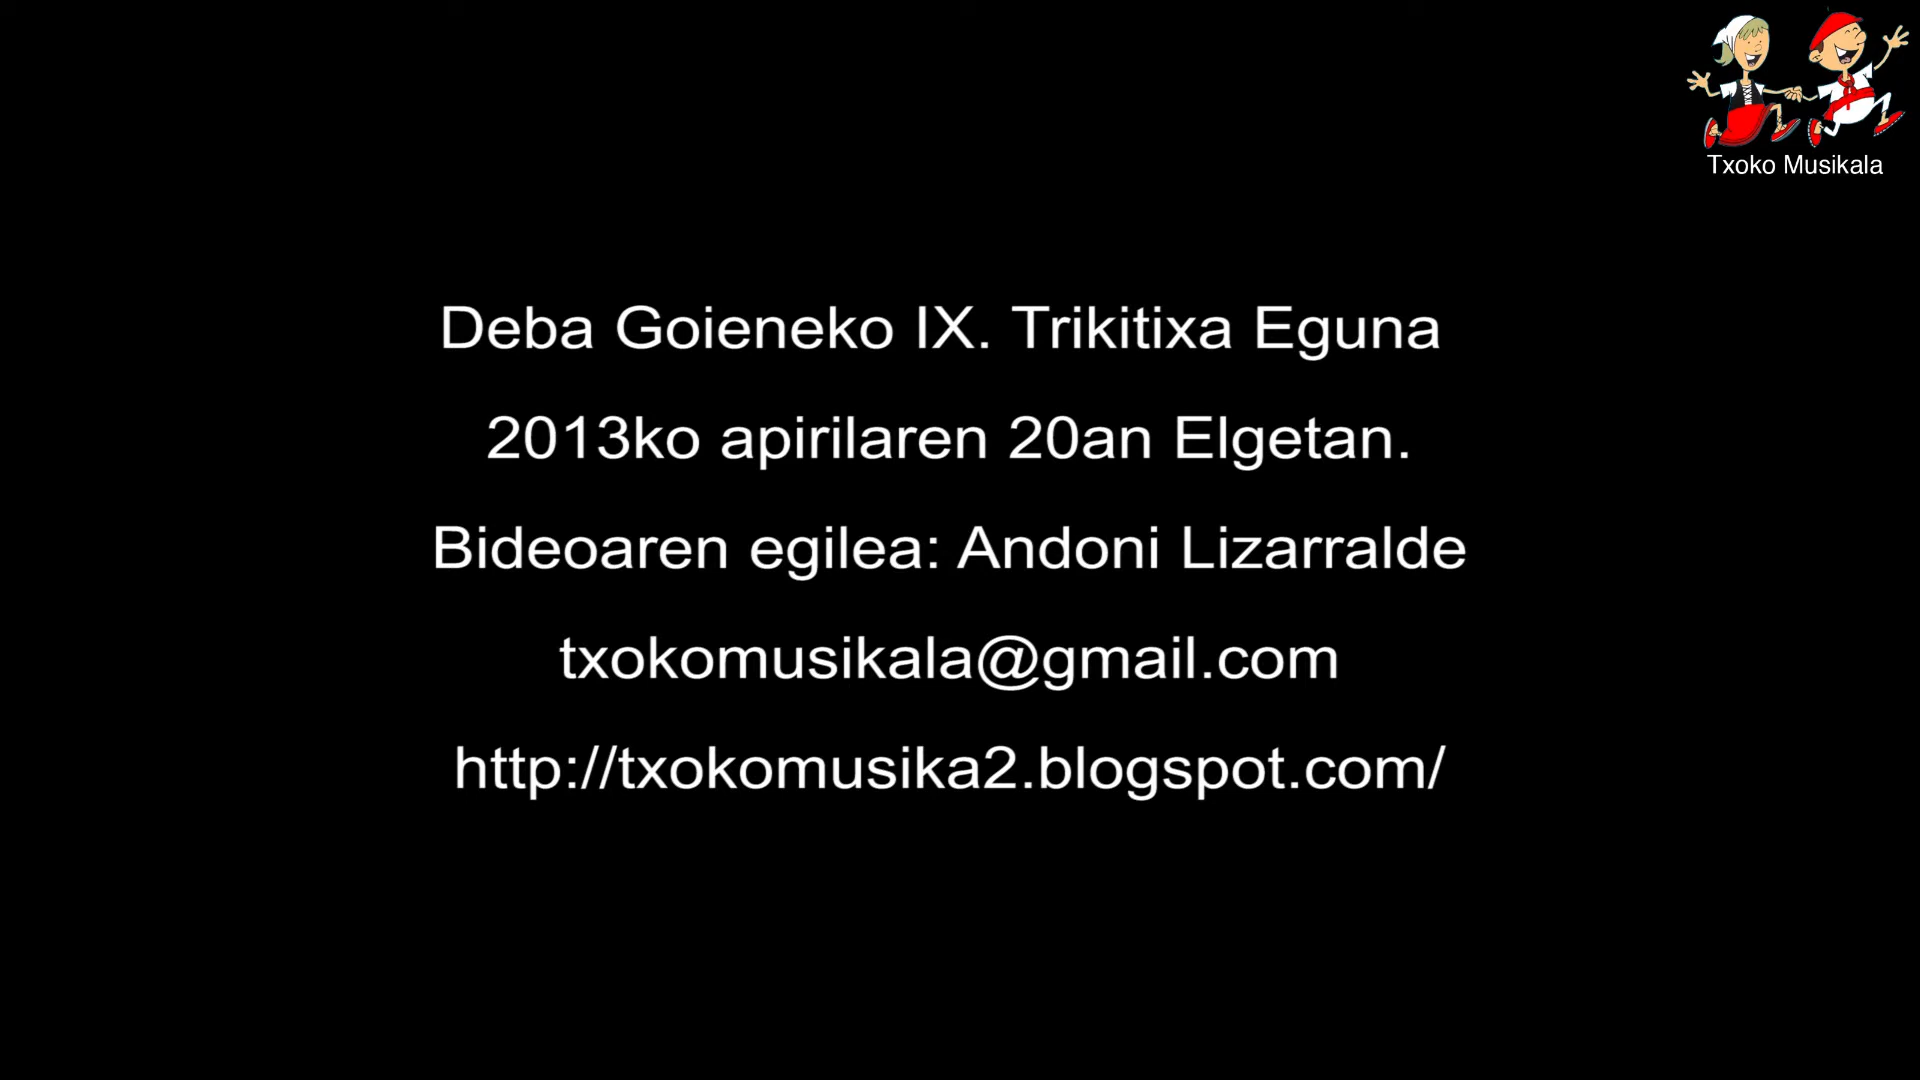 Txoko Musikala
Deba Goieneko IX. Trikitixa Eguna
2013ko apirilaren 20an Elgetan.
Bideoaren egilea: Andoni Lizarralde
txokomusikala@gmail.com
http://txokomusika2.blogspot.com/